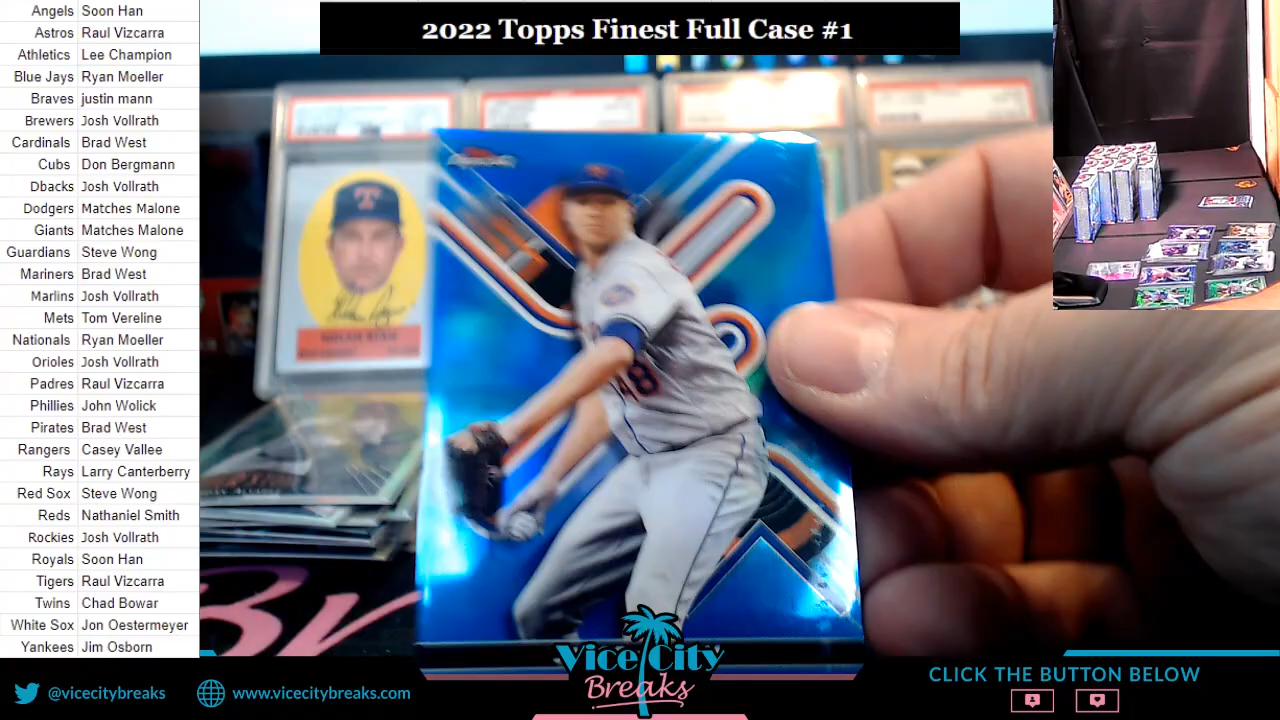 2022 Topps Finest Full Case #1
Angels Soon Han
Astros Raul Vizcarra
Athletics Lee Champion
Blue Jays Ryan Moeller
Braves justin mann
Brewers Josh Vollrath
Cardinals Brad West
Cubs Don Bergmann
Dbacks Josh Vollrath
Dodgers Matches Malone
Giants Matches Malone
Guardians Steve Wong
Mariners Brad West
Marlins Josh Vollrath
Mets Tom Vereline
Nationals Ryan Moeller
Orioles Josh Vollrath
Padres Raul Vizcarra
Phillies John Wolick
Pirates Brad West
Rangers Casey Vallee
Rays Larry Canterberry
Red Sox Steve Wong
Reds Nathaniel Smith
Rockies Josh Vollrath
Royals Soon Han
Tigers Raul Vizcarra
Twins Chad Bowar
White Sox Jon Oestermeyer
Yankees Jim Osborn
T
48
@vicecitybreaks
www.vicecitybreaks.com
Vice City
Breaks
CLICK THE BUTTON BELOW